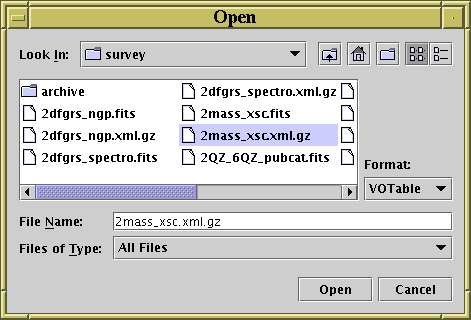 Open
Look In: survey
archive 2dfgrs_spectro.xml.gz
2dfgrs_ngp.fits 2mass_xsc.fits
2dfgrs_ngp.xml.gz 2mass_xsc.xml.gz
2dfgrs_spectro.fits 2QZ_6QZ_pubcat.fits
Format:
VOTable
File Name: 2mass_xsc.xml.gz
Files of Type: All Files
Open Cancel